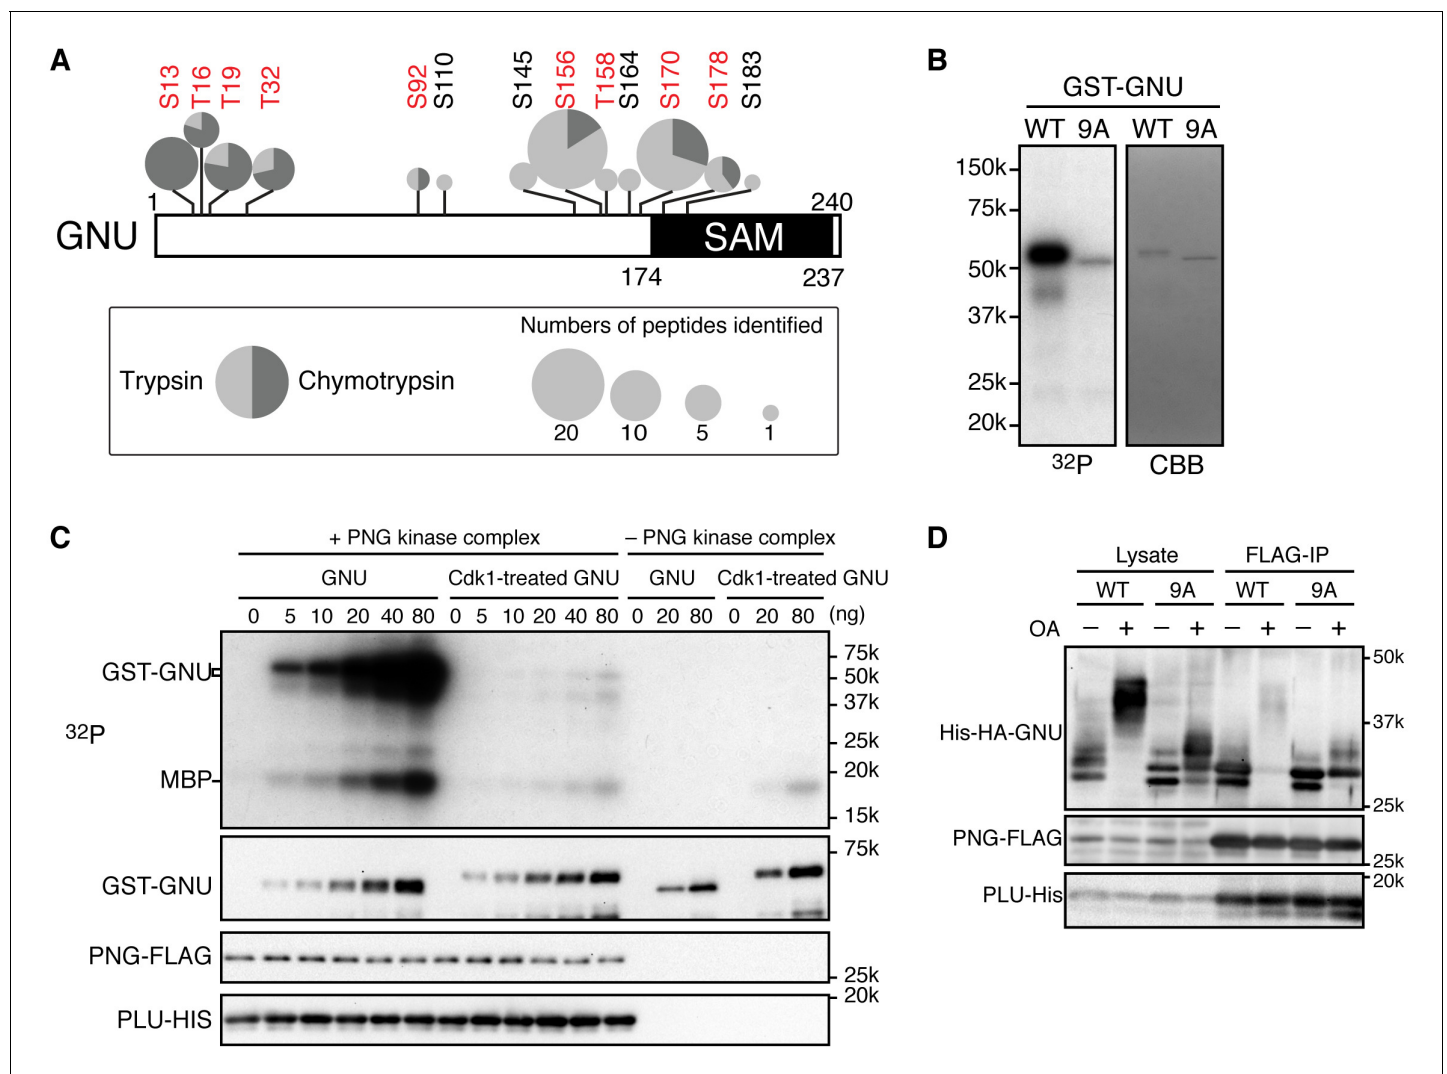 A
S13 T16 T19 T32 S92 S110 S145 S156 T158 S164 S170 S178 S183
1 240
GNU SAM
174 237
Numbers of peptides identified
Trypsin Chymotrypsin
20 10 5 1
B
GST-GNU
WT 9A WT 9A
150k
75k
50k
37k
25k
20k
32P CBB
C
+ PNG kinase complex – PNG kinase complex
GNU Cdk1-treated GNU GNU Cdk1-treated GNU
0 5 10 20 40 80 0 5 10 20 40 80 0 20 80 0 20 80 (ng)
GST-GNU
32P
MBP
75k
50k
37k
25k
20k
15k
GST-GNU
75k
PNG-FLAG
25k
PLU-HIS
20k
D
Lysate FLAG-IP
WT 9A WT 9A
OA – + – + – + – +
His-HA-GNU
50k
37k
25k
PNG-FLAG
25k
PLU-His
20k